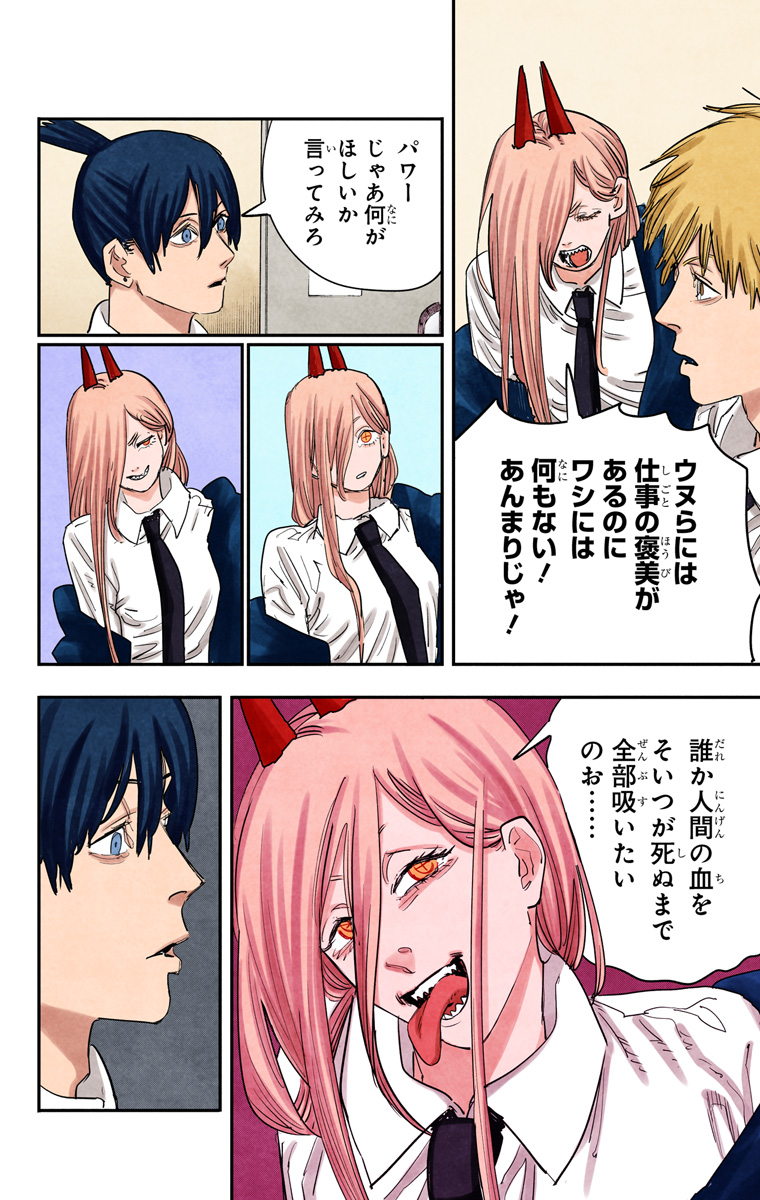 ウヌらには
仕事の褒美が
あるのに
ワシには
何もない！
あんまりじゃ！
パワー
じゃあ何が
ほしいか
言ってみろ
誰か人間の血を
そいつが死ぬまで
全部吸いたい
のお……